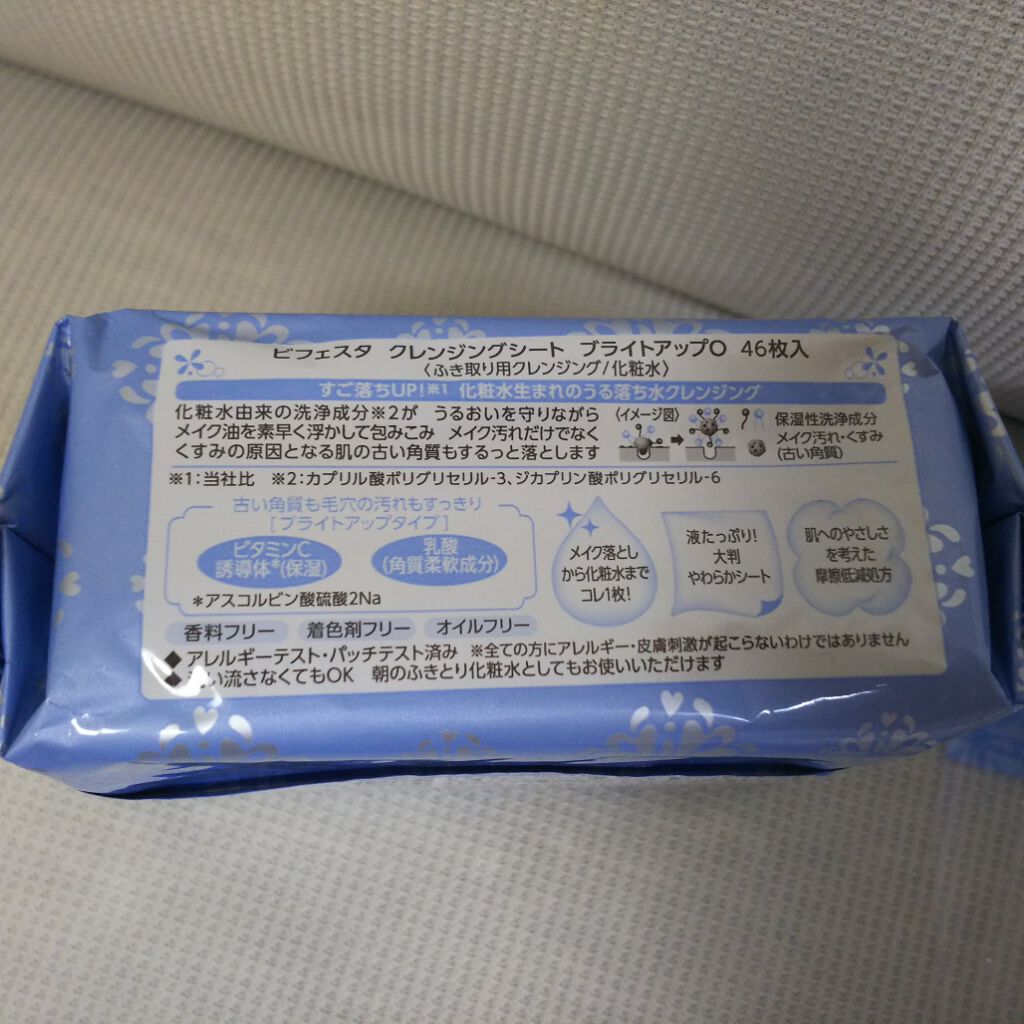 ビフェスタ クレンジングシート ブライトアップO 46枚入
〈ふき取り用クレンジング/化粧水〉
すご落ちUP!※1 化粧水生まれのうる落ち水クレンジング
化粧水由来の洗浄成分※2が うるおいを守りながら
メイク油を素早く浮かして包みこみ メイク汚れだけでなく
くすみの原因となる肌の古い角質もするっと落とします
〈イメージ図〉
保湿性洗浄成分
メイク汚れ・くすみ
(古い角質)
※1:当社比 ※2:カプリル酸ポリグリセリル-3、ジカプリン酸ポリグリセリル-6
古い角質も毛穴の汚れもすっきり
[ブライトアップタイプ]
ビタミンC
誘導体*(保湿)
乳酸
(角質柔軟成分)
*アスコルビン酸硫酸2Na
メイク落とし
から化粧水まで
コレ1枚!
液たっぷり!
大判
やわらかシート
肌へのやさしさ
を考えた
摩擦低減処方
香料フリー 着色剤フリー オイルフリー
◆アレルギーテスト・パッチテスト済み ※全ての方にアレルギー・皮膚刺激が起こらないわけではありません
◆洗い流さなくてもOK 朝のふきとり化粧水としてもお使いいただけます